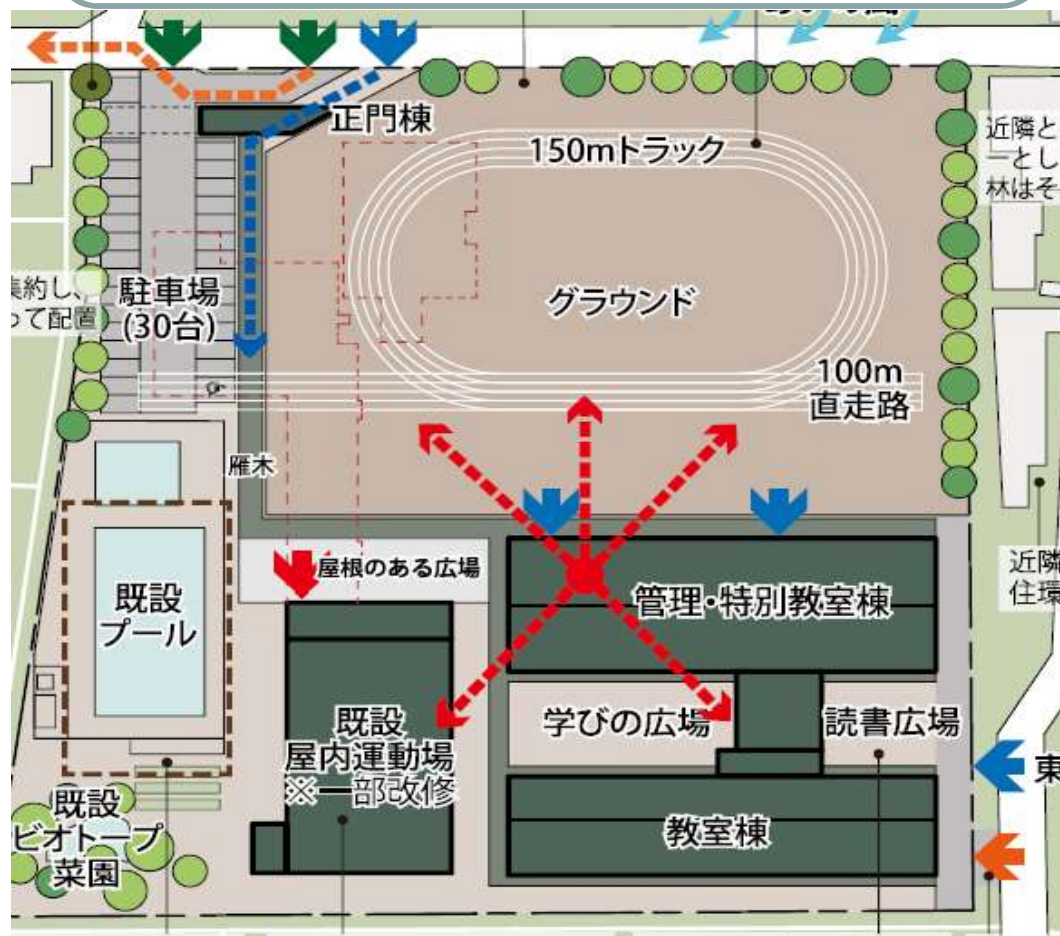 正門棟
150mトラック
近隣と
ーとし
林はそ
集約し、
って配置
駐車場
(30台)
グラウンド
100m
直走路
雁木
屋根のある広場
近隣
住環
既設
プール
管理・特別教室棟
既設
屋内運動場
※一部改修
学びの広場
読書広場
東
既設
ビオトープ
菜園
教室棟